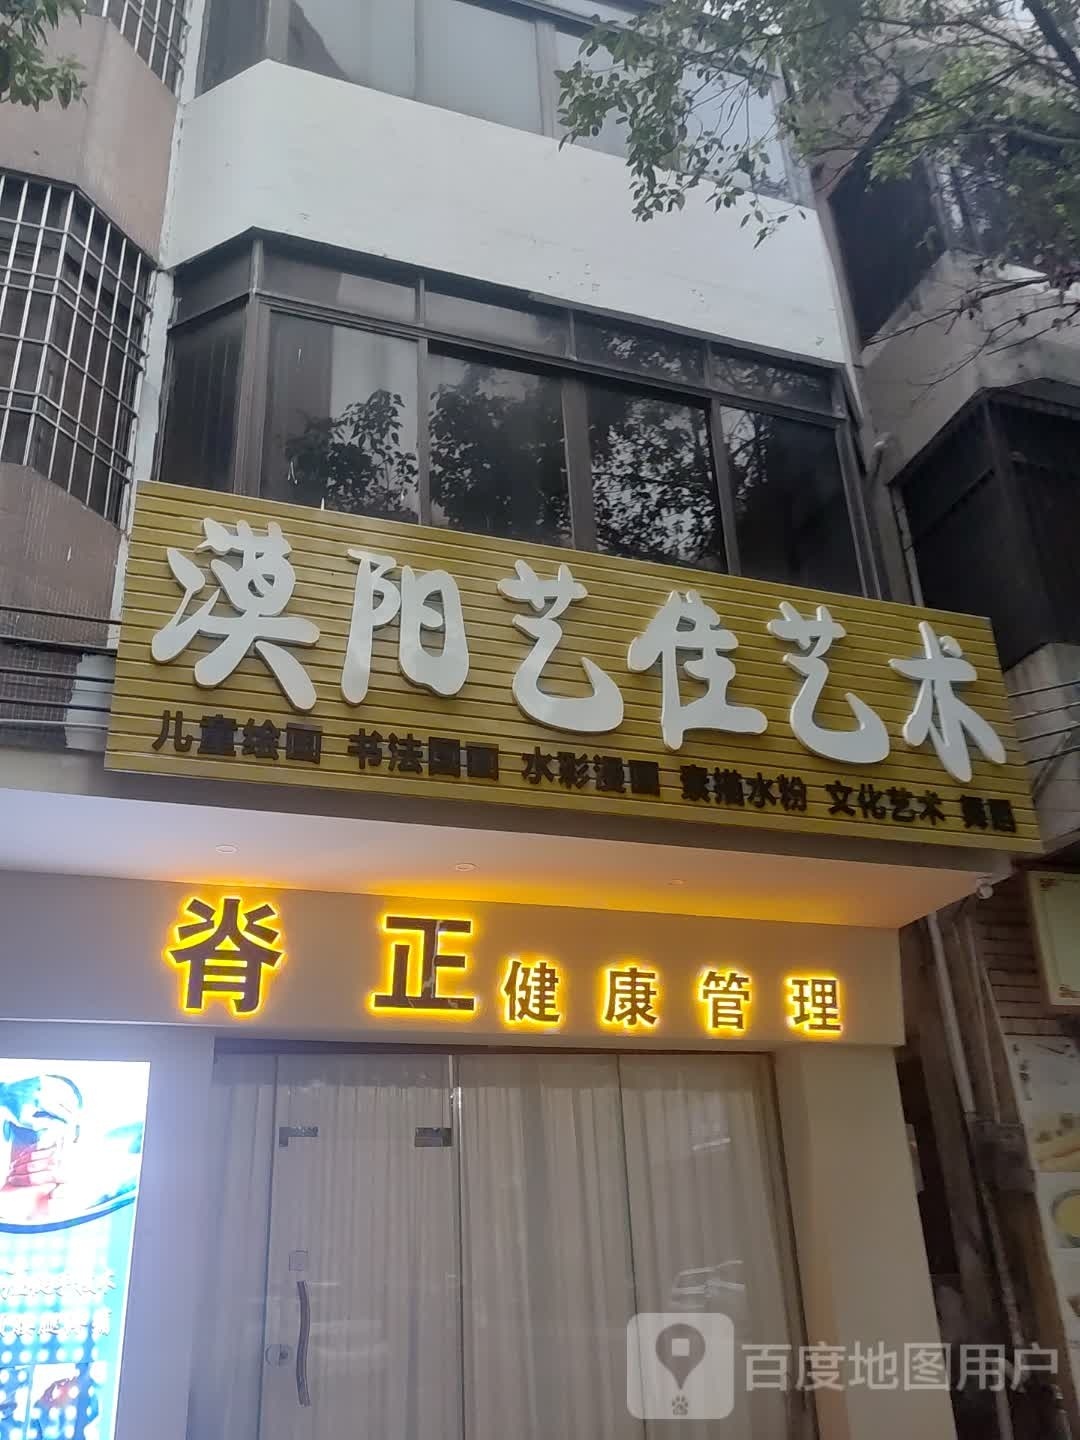 漠阳艺佳艺术
儿童绘画 书法国画 水彩漫画 素描水粉 文化艺术 舞蹈
脊正健康管理
百度地图用户